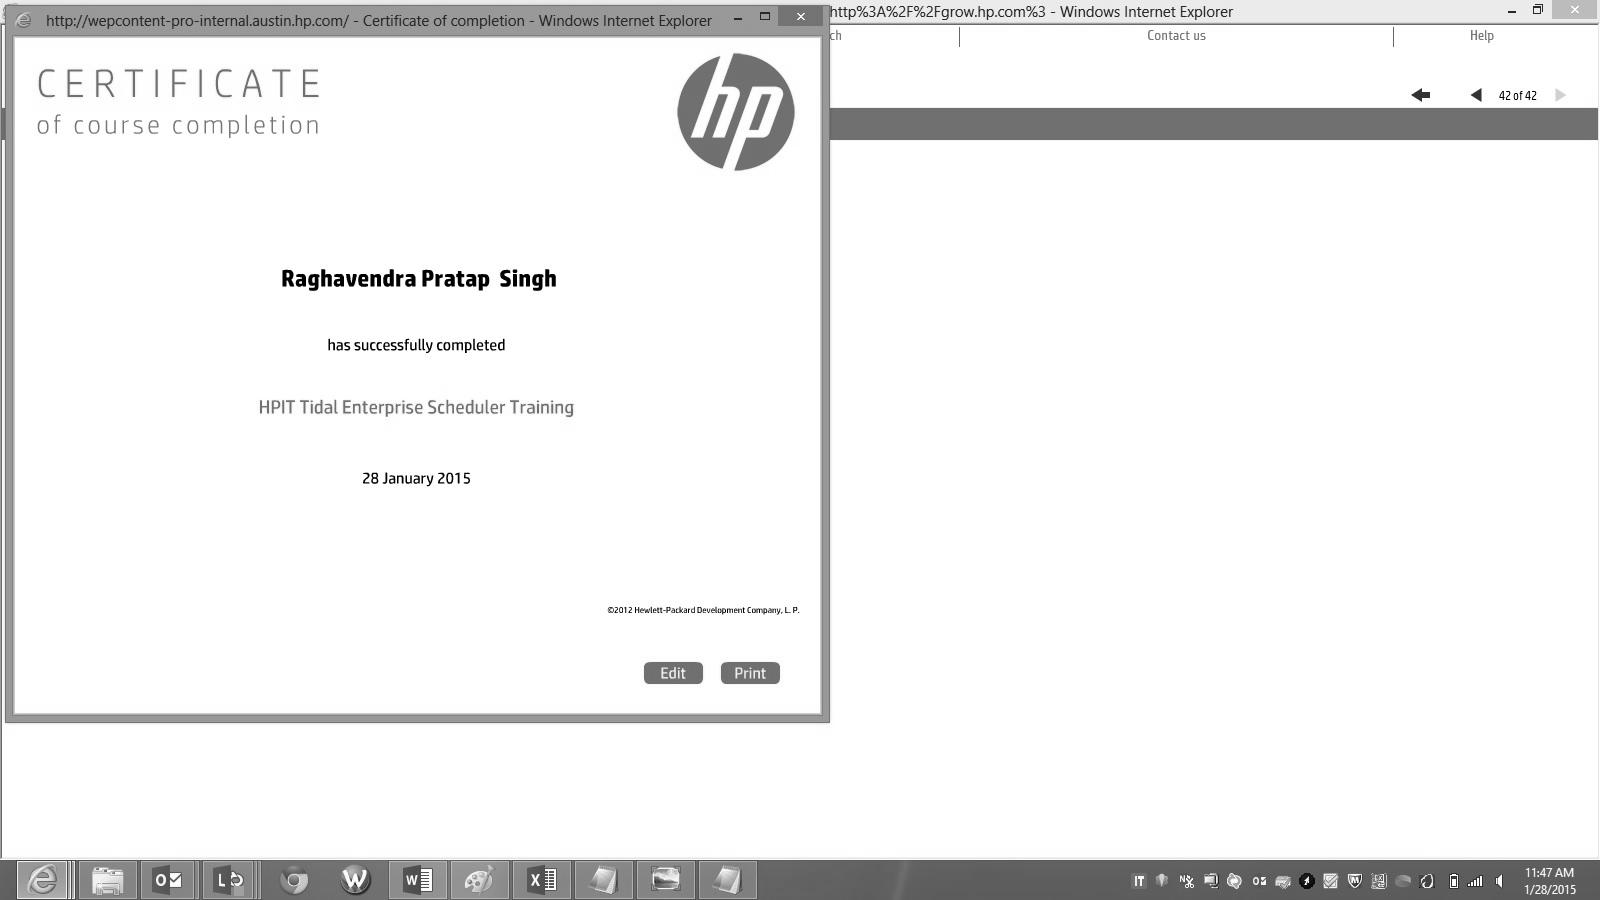 http://wepcontent-pro-internal.austin.hp.com/ - Certificate of completion - Windows Internet Explorer
http%3A%2F%2Fgrow.hp.com%3 - Windows Internet Explorer
ch
Contact us
Help
42 of 42
CERTIFICATE
of course completion
hp
Raghavendra Pratap Singh
has successfully completed
HPIT Tidal Enterprise Scheduler Training
28 January 2015
©2012 Hewlett-Packard Development Company, L. P.
Edit
Print
IT
11:47 AM
1/28/2015